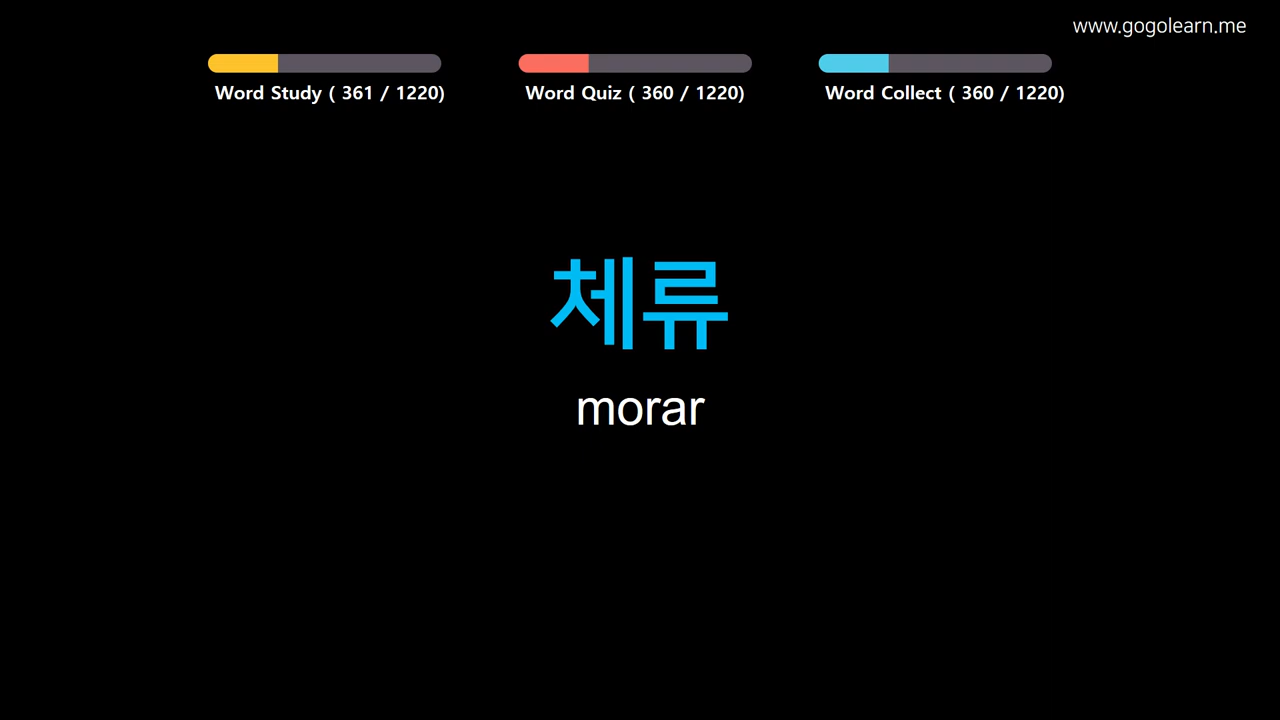 www.gogolearn.me
Word Study ( 361 / 1220)
Word Quiz ( 360 / 1220)
Word Collect ( 360 / 1220)
체류
morar